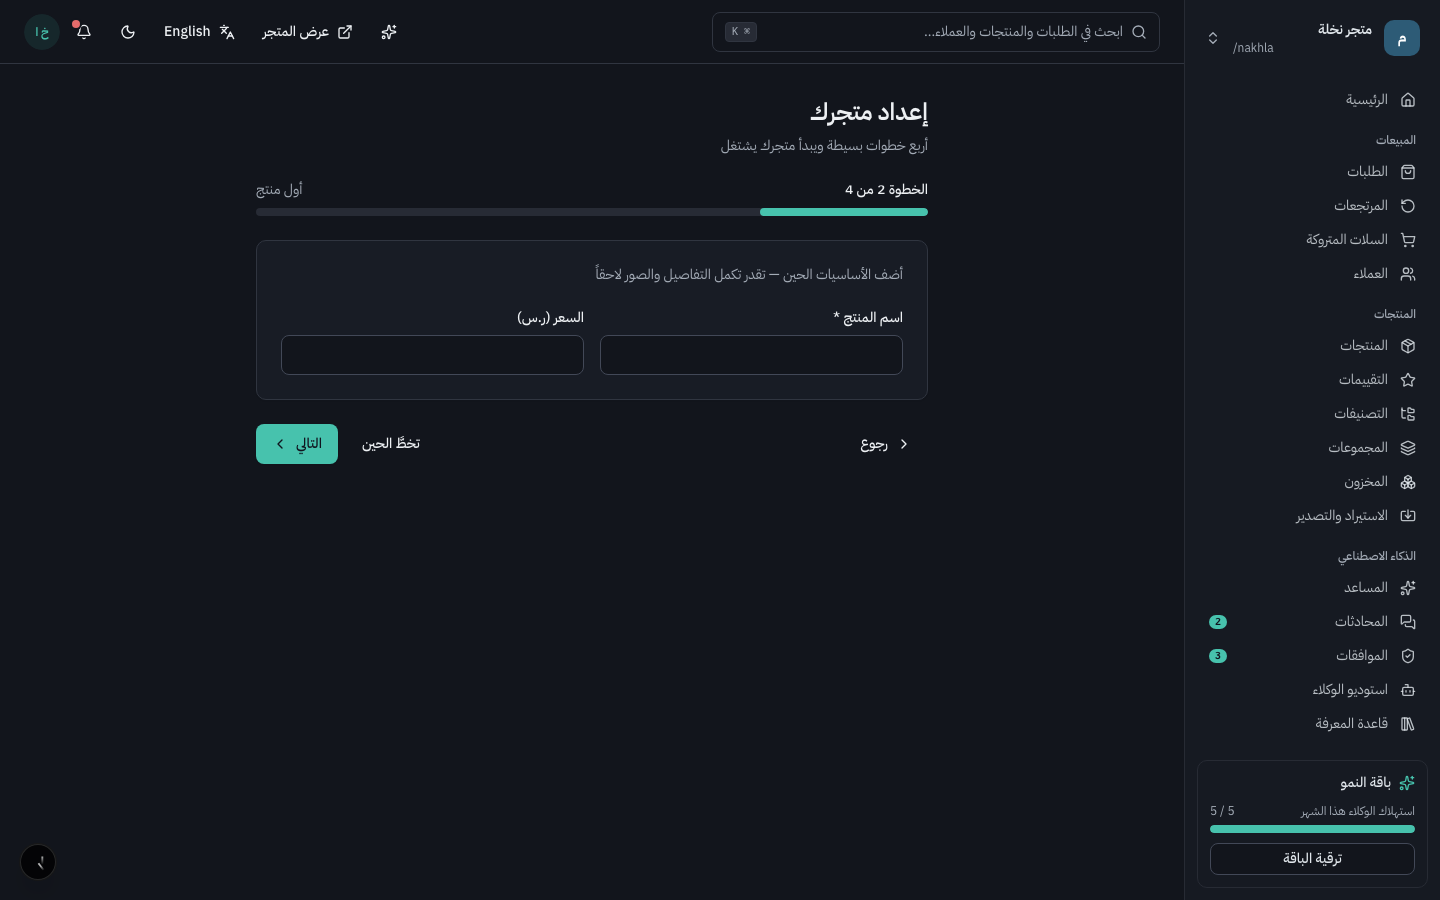 متجر نخلة
/nakhla
ابحث في الطلبات والمنتجات والعملاء...
⌘ K
عرض المتجر
English
خ ا
الرئيسية
المبيعات
الطلبات
المرتجعات
السلات المتروكة
العملاء
المنتجات
المنتجات
التقييمات
التصنيفات
المجموعات
المخزون
الاستيراد والتصدير
الذكاء الاصطناعي
المساعد
المحادثات 2
الموافقات 3
استوديو الوكلاء
قاعدة المعرفة
باقة النمو
استهلاك الوكلاء هذا الشهر 5 / 5
ترقية الباقة
إعداد متجرك
أربع خطوات بسيطة ويبدأ متجرك يشتغل
الخطوة 2 من 4
أول منتج
أضف الأساسيات الحين — تقدر تكمل التفاصيل والصور لاحقاً
اسم المنتج *
السعر (ر.س)
رجوع
تخطَّ الحين
التالي
م